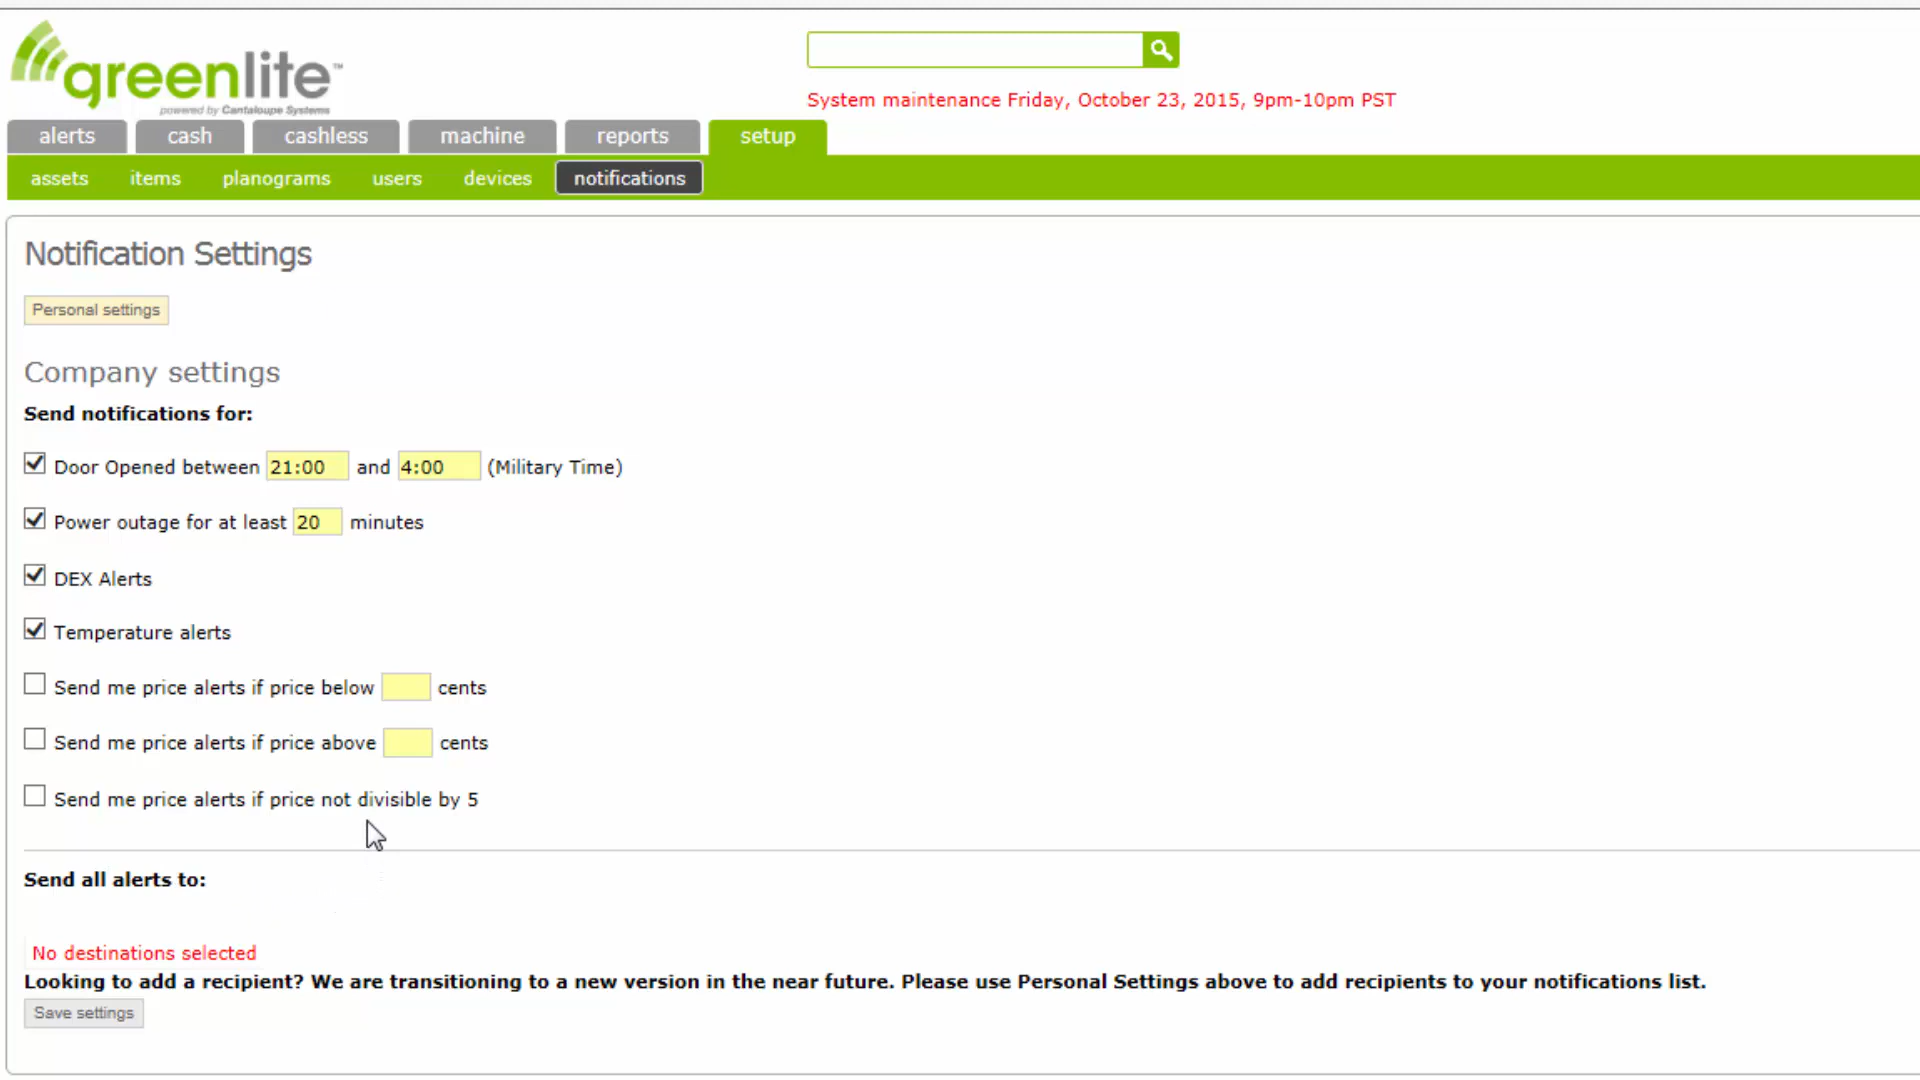 greenlite™
powered by Cantaloupe Systems
System maintenance Friday, October 23, 2015, 9pm-10pm PST
alerts cash cashless machine reports setup
assets items planograms users devices notifications
Notification Settings
Personal settings
Company settings
Send notifications for:
Door Opened between 21:00 and 4:00 (Military Time)
Power outage for at least 20 minutes
DEX Alerts
Temperature alerts
Send me price alerts if price below cents
Send me price alerts if price above cents
Send me price alerts if price not divisible by 5
Send all alerts to:
No destinations selected
Looking to add a recipient? We are transitioning to a new version in the near future. Please use Personal Settings above to add recipients to your notifications list.
Save settings